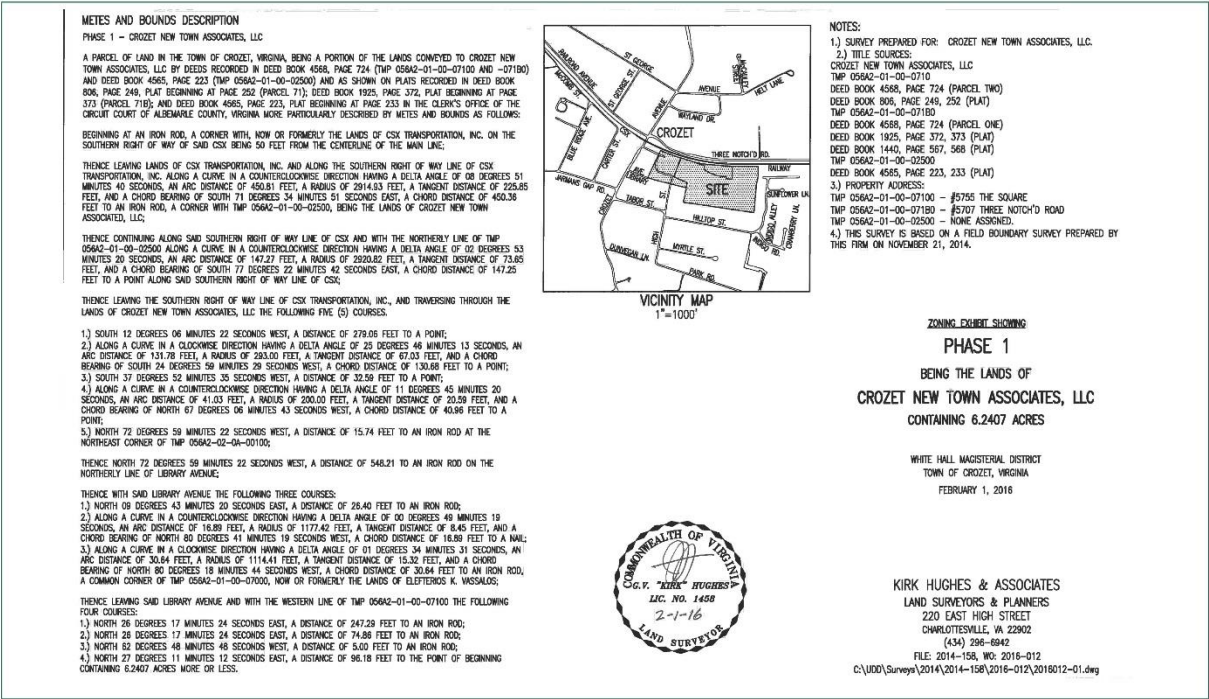 METES AND BOUNDS DESCRIPTION
PHASE 1 - CROZET NEW TOWN ASSOCIATES, LLC
A PARCEL OF LAND IN THE TOWN OF CROZET, VIRGINIA, BEING A PORTION OF THE LANDS CONVEYED TO CROZET NEW
TOWN ASSOCIATES, LLC BY DEEDS RECORDED IN DEED BOOK 4568, PAGE 724 (TMP 056A2-01-00-07100 AND -071B0)
AND DEED BOOK 4565, PAGE 223 (TMP 056A2-01-00-02500) AND AS SHOWN ON PLATS RECORDED IN DEED BOOK
806, PAGE 249, PLAT BEGINNING AT PAGE 252 (PARCEL 71); DEED BOOK 1925, PAGE 372, PLAT BEGINNING AT PAGE
373 (PARCEL 71B); AND DEED BOOK 4565, PAGE 223, PLAT BEGINNING AT PAGE 233 IN THE CLERK'S OFFICE OF THE
CIRCUIT COURT OF ALBEMARLE COUNTY, VIRGINIA MORE PARTICULARLY DESCRIBED BY METES AND BOUNDS AS FOLLOWS:
BEGINNING AT AN IRON ROD, A CORNER WITH, NOW OR FORMERLY THE LANDS OF CSX TRANSPORTATION, INC. ON THE
SOUTHERN RIGHT OF WAY OF SAID CSX BEING 50 FEET FROM THE CENTERLINE OF THE MAIN LINE;
THENCE LEAVING LANDS OF CSX TRANSPORTATION, INC. AND ALONG THE SOUTHERN RIGHT OF WAY LINE OF CSX
TRANSPORTATION, INC. ALONG A CURVE IN A COUNTERCLOCKWISE DIRECTION HAVING A DELTA ANGLE OF 08 DEGREES 51
MINUTES 40 SECONDS, AN ARC DISTANCE OF 450.81 FEET, A RADIUS OF 2914.93 FEET, A TANGENT DISTANCE OF 225.85
FEET, AND A CHORD BEARING OF SOUTH 71 DEGREES 34 MINUTES 51 SECONDS EAST, A CHORD DISTANCE OF 450.36
FEET TO AN IRON ROD, A CORNER WITH TMP 056A2-01-00-02500, BEING THE LANDS OF CROZET NEW TOWN
ASSOCIATED, LLC;
THENCE CONTINUING ALONG SAID SOUTHERN RIGHT OF WAY LINE OF CSX AND WITH THE NORTHERLY LINE OF TMP
056A2-01-00-02500 ALONG A CURVE IN A COUNTERCLOCKWISE DIRECTION HAVING A DELTA ANGLE OF 02 DEGREES 53
MINUTES 20 SECONDS, AN ARC DISTANCE OF 147.27 FEET, A RADIUS OF 2920.82 FEET, A TANGENT DISTANCE OF 73.65
FEET, AND A CHORD BEARING OF SOUTH 77 DEGREES 22 MINUTES 42 SECONDS EAST, A CHORD DISTANCE OF 147.25
FEET TO A POINT ALONG SAID SOUTHERN RIGHT OF WAY LINE OF CSX;
THENCE LEAVING THE SOUTHERN RIGHT OF WAY LINE OF CSX TRANSPORTATION, INC., AND TRAVERSING THROUGH THE
LANDS OF CROZET NEW TOWN ASSOCIATES, LLC THE FOLLOWING FIVE (5) COURSES.
1.) SOUTH 12 DEGREES 06 MINUTES 22 SECONDS WEST, A DISTANCE OF 279.06 FEET TO A POINT;
2.) ALONG A CURVE IN A CLOCKWISE DIRECTION HAVING A DELTA ANGLE OF 25 DEGREES 46 MINUTES 13 SECONDS, AN
ARC DISTANCE OF 131.78 FEET, A RADIUS OF 293.00 FEET, A TANGENT DISTANCE OF 67.03 FEET, AND A CHORD
BEARING OF SOUTH 24 DEGREES 59 MINUTES 29 SECONDS WEST, A CHORD DISTANCE OF 130.68 FEET TO A POINT;
3.) SOUTH 37 DEGREES 52 MINUTES 35 SECONDS WEST, A DISTANCE OF 32.59 FEET TO A POINT;
4.) ALONG A CURVE IN A COUNTERCLOCKWISE DIRECTION HAVING A DELTA ANGLE OF 11 DEGREES 45 MINUTES 20
SECONDS, AN ARC DISTANCE OF 41.03 FEET, A RADIUS OF 200.00 FEET, A TANGENT DISTANCE OF 20.59 FEET, AND A
CHORD BEARING OF NORTH 67 DEGREES 06 MINUTES 43 SECONDS WEST, A CHORD DISTANCE OF 40.96 FEET TO A
POINT;
5.) NORTH 72 DEGREES 59 MINUTES 22 SECONDS WEST, A DISTANCE OF 15.74 FEET TO AN IRON ROD AT THE
NORTHEAST CORNER OF TMP 056A2-02-0A-00100;
THENCE NORTH 72 DEGREES 59 MINUTES 22 SECONDS WEST, A DISTANCE OF 548.21 TO AN IRON ROD ON THE
NORTHERLY LINE OF LIBRARY AVENUE;
THENCE WITH SAID LIBRARY AVENUE THE FOLLOWING THREE COURSES:
1.) NORTH 09 DEGREES 43 MINUTES 20 SECONDS EAST, A DISTANCE OF 26.40 FEET TO AN IRON ROD;
2.) ALONG A CURVE IN A COUNTERCLOCKWISE DIRECTION HAVING A DELTA ANGLE OF 00 DEGREES 49 MINUTES 19
SECONDS, AN ARC DISTANCE OF 16.89 FEET, A RADIUS OF 1177.42 FEET, A TANGENT DISTANCE OF 8.45 FEET, AND A
CHORD BEARING OF NORTH 80 DEGREES 41 MINUTES 19 SECONDS WEST, A CHORD DISTANCE OF 16.89 FEET TO A NAIL;
3.) ALONG A CURVE IN A CLOCKWISE DIRECTION HAVING A DELTA ANGLE OF 01 DEGREES 34 MINUTES 31 SECONDS, AN
ARC DISTANCE OF 30.64 FEET, A RADIUS OF 1114.41 FEET, A TANGENT DISTANCE OF 15.32 FEET, AND A CHORD
BEARING OF NORTH 80 DEGREES 18 MINUTES 44 SECONDS WEST, A CHORD DISTANCE OF 30.64 FEET TO AN IRON ROD,
A COMMON CORNER OF TMP 056A2-01-00-07000, NOW OR FORMERLY THE LANDS OF ELEFTERIOS K. VASSALOS;
THENCE LEAVING SAID LIBRARY AVENUE AND WITH THE WESTERN LINE OF TMP 056A2-01-00-07100 THE FOLLOWING
FOUR COURSES:
1.) NORTH 26 DEGREES 17 MINUTES 24 SECONDS EAST, A DISTANCE OF 247.29 FEET TO AN IRON ROD;
2.) NORTH 26 DEGREES 17 MINUTES 24 SECONDS EAST, A DISTANCE OF 74.86 FEET TO AN IRON ROD;
3.) NORTH 62 DEGREES 48 MINUTES 48 SECONDS WEST, A DISTANCE OF 5.00 FEET TO AN IRON ROD;
4.) NORTH 27 DEGREES 11 MINUTES 12 SECONDS EAST, A DISTANCE OF 96.18 FEET TO THE POINT OF BEGINNING
CONTAINING 6.2407 ACRES MORE OR LESS.
RAILROAD AVENUE
MCCOMB ST.
ST GEORGE
ST GEORGE ST.
AVENUE
McCAULEY STREET
AVENUE
HELT LANE
WAYLAND DR.
BLUE RIDGE AVE.
CARTER ST.
CSX
CROZET
THREE NOTCH'D RD.
RAILWAY
JARMANS GAP RD.
LIBRARY
SITE
TABOR ST.
ST.
SUNFLOWER LN.
CROZET
HILLTOP ST.
INDIGO ALLEY
INDIGO RD.
CRANBERRY LN.
DUNVEGAN LN.
HIGH
MYRTLE ST.
PARK RD.
VICINITY MAP
1"=1000'
NOTES:
1.) SURVEY PREPARED FOR: CROZET NEW TOWN ASSOCIATES, LLC.
2.) TITLE SOURCES:
CROZET NEW TOWN ASSOCIATES, LLC
TMP 056A2-01-00-0710
DEED BOOK 4568, PAGE 724 (PARCEL TWO)
DEED BOOK 806, PAGE 249, 252 (PLAT)
TMP 056A2-01-00-071B0
DEED BOOK 4568, PAGE 724 (PARCEL ONE)
DEED BOOK 1925, PAGE 372, 373 (PLAT)
DEED BOOK 1440, PAGE 567, 568 (PLAT)
TMP 056A2-01-00-02500
DEED BOOK 4565, PAGE 223, 233 (PLAT)
3.) PROPERTY ADDRESS:
TMP 056A2-01-00-07100 - #5755 THE SQUARE
TMP 056A2-01-00-071B0 - #5707 THREE NOTCH'D ROAD
TMP 056A2-01-00-02500 - NONE ASSIGNED.
4.) THIS SURVEY IS BASED ON A FIELD BOUNDARY SURVEY PREPARED BY
THIS FIRM ON NOVEMBER 21, 2014.
ZONING EXHIBIT SHOWING
PHASE 1
BEING THE LANDS OF
CROZET NEW TOWN ASSOCIATES, LLC
CONTAINING 6.2407 ACRES
WHITE HALL MAGISTERIAL DISTRICT
TOWN OF CROZET, VIRGINIA
FEBRUARY 1, 2016
COMMONWEALTH OF VIRGINIA
G.V. "KIRK" HUGHES
LIC. NO. 1458
2-1-16
LAND SURVEYOR
KIRK HUGHES & ASSOCIATES
LAND SURVEYORS & PLANNERS
220 EAST HIGH STREET
CHARLOTTESVILLE, VA 22902
(434) 296-6942
FILE: 2014-158, WO: 2016-012
C:\UDD\Surveys\2014\2014-158\2016-012\2016012-01.dwg